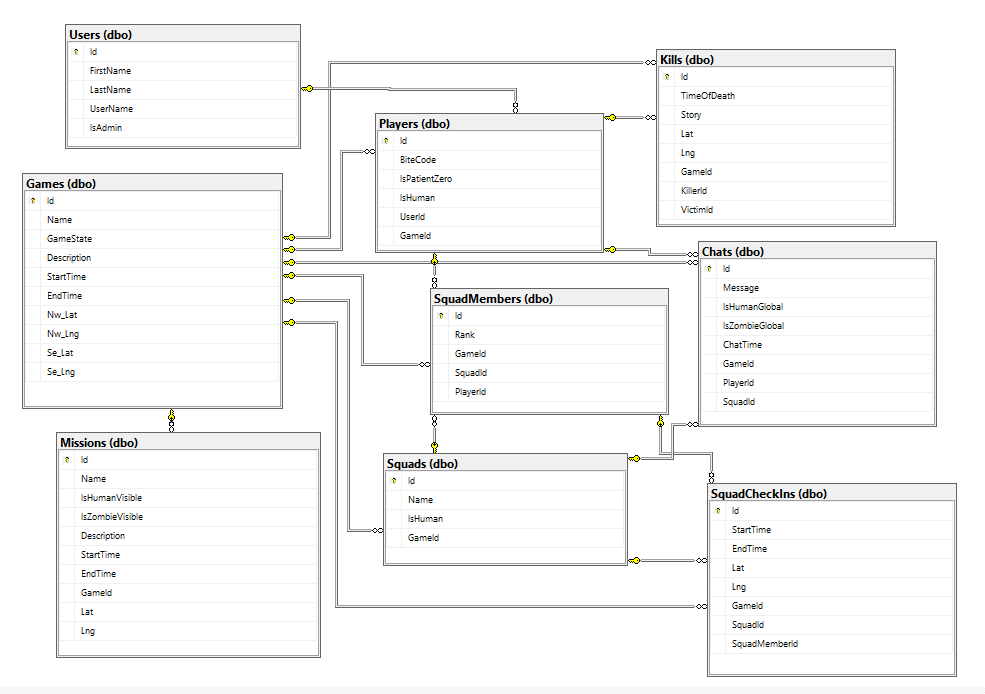 Users (dbo)
Id
FirstName
LastName
UserName
IsAdmin
Kills (dbo)
Id
TimeOfDeath
Story
Lat
Lng
GameId
KillerId
VictimId
Players (dbo)
Id
BiteCode
IsPatientZero
IsHuman
UserId
GameId
Games (dbo)
Id
Name
GameState
Description
StartTime
EndTime
Nw_Lat
Nw_Lng
Se_Lat
Se_Lng
Chats (dbo)
Id
Message
IsHumanGlobal
IsZombieGlobal
ChatTime
GameId
PlayerId
SquadId
SquadMembers (dbo)
Id
Rank
GameId
SquadId
PlayerId
Missions (dbo)
Id
Name
IsHumanVisible
IsZombieVisible
Description
StartTime
EndTime
GameId
Lat
Lng
Squads (dbo)
Id
Name
IsHuman
GameId
SquadCheckIns (dbo)
Id
StartTime
EndTime
Lat
Lng
GameId
SquadId
SquadMemberId